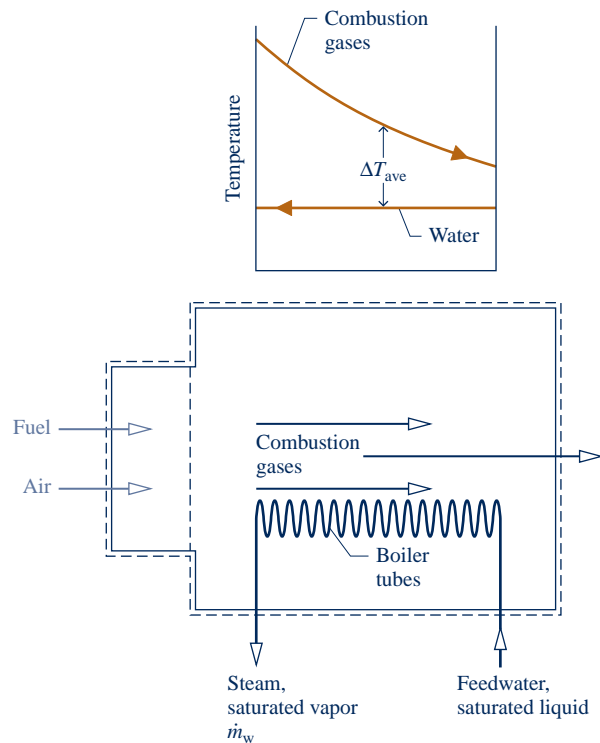 Combustion
gases
Temperature
ΔT_ave
Water
Fuel
Air
Combustion
gases
Boiler
tubes
Steam,
saturated vapor
ṁ_w
Feedwater,
saturated liquid